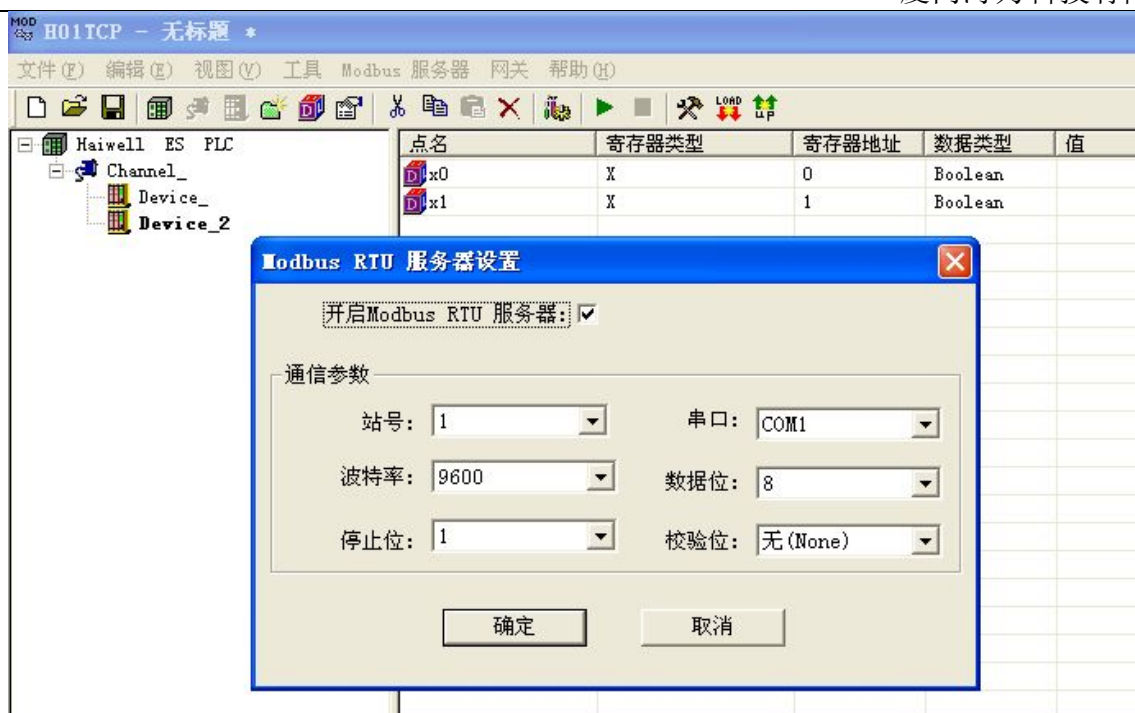 H01TCP - 无标题 *
文件(F) 编辑(E) 视图(V) 工具 Modbus 服务器 网关 帮助(H)
Haiwell ES PLC
Channel_
Device_
Device_2
点名 寄存器类型 寄存器地址 数据类型 值
x0 X 0 Boolean
x1 X 1 Boolean
Modbus RTU 服务器设置
开启Modbus RTU 服务器:
通信参数
站号: 1 串口: COM1
波特率: 9600 数据位: 8
停止位: 1 校验位: 无(None)
确定 取消